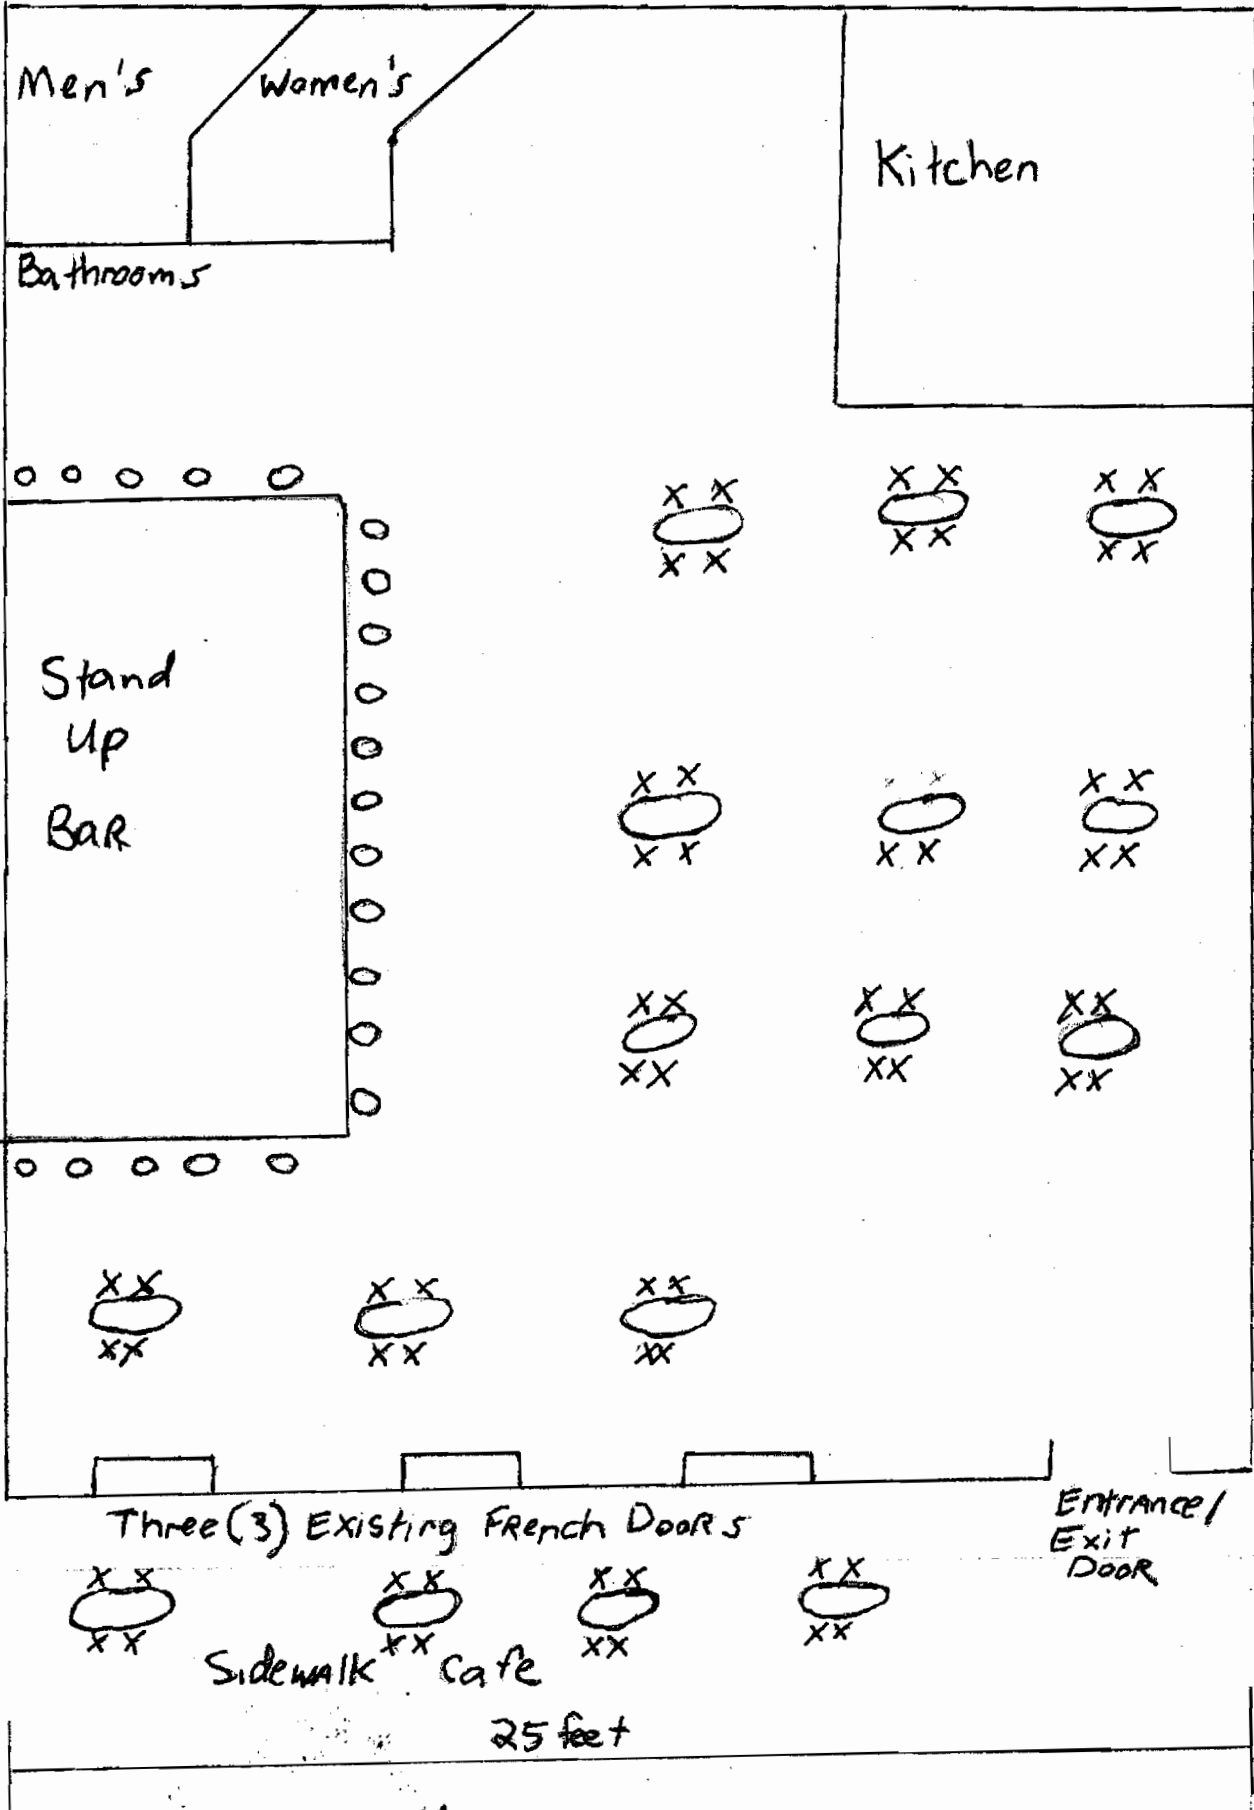 Men's
Women's
Kitchen
Bathrooms
Stand
Up
BaR
Three (3) Existing French Doors
Entrance/
Exit
Door
Sidewalk Cafe
25 feet